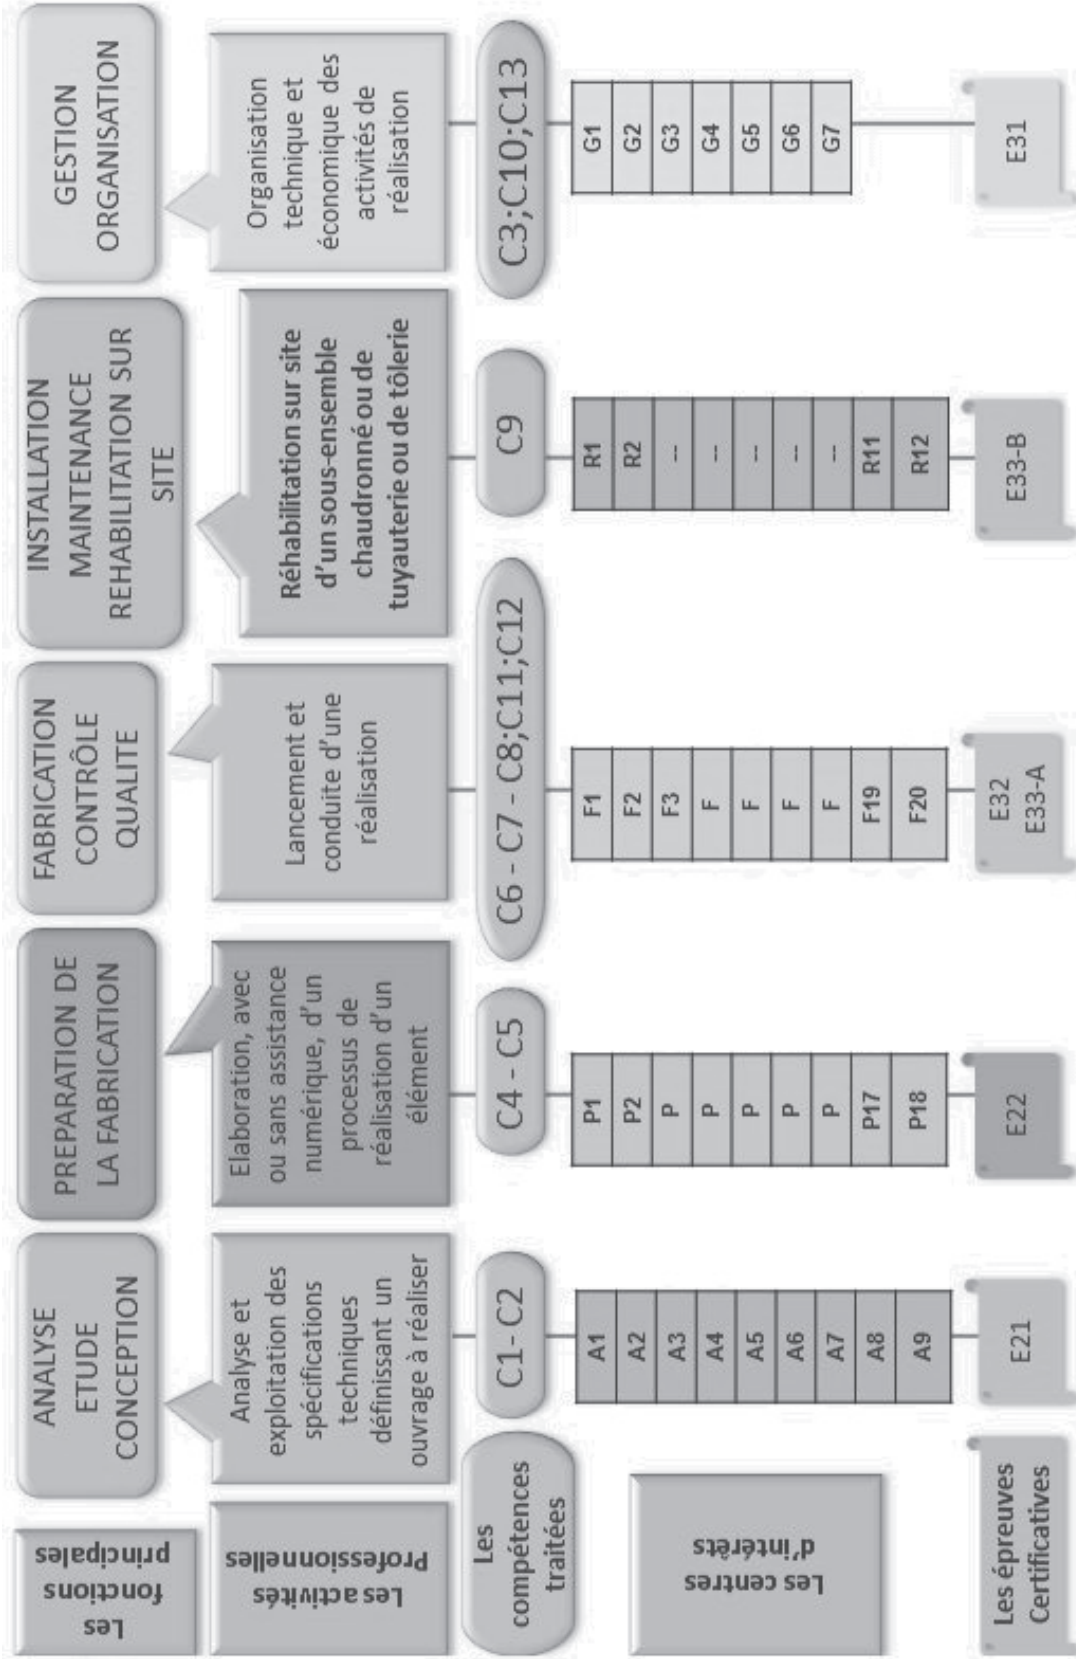 Les
fonctions
principales
ANALYSE
ETUDE
CONCEPTION
PREPARATION DE
LA FABRICATION
FABRICATION
CONTRÔLE
QUALITE
INSTALLATION
MAINTENANCE
REHABILITATION SUR
SITE
GESTION
ORGANISATION
Les activités
Professionnelles
Analyse et
exploitation des
spécifications
techniques
définissant un
ouvrage à réaliser
Elaboration, avec
ou sans assistance
numérique, d'un
processus de
réalisation d'un
élément
Lancement et
conduite d'une
réalisation
Réhabilitation sur site
d'un sous-ensemble
chaudronné ou de
tuyauterie ou de tôlerie
Organisation
technique et
économique des
activités de
réalisation
Les
compétences
traitées
C1- C2
C4 - C5
C6 - C7 - C8;C11;C12
C9
C3;C10;C13
Les centres
d'intérêts
A1
A2
A3
A4
A5
A6
A7
A8
A9
P1
P2
P
P
P
P
P
P17
P18
F1
F2
F3
F
F
F
F
F19
F20
R1
R2
--
--
--
--
--
R11
R12
G1
G2
G3
G4
G5
G6
G7
Les épreuves
Certificatives
E21
E22
E32
E33-A
E33-B
E31